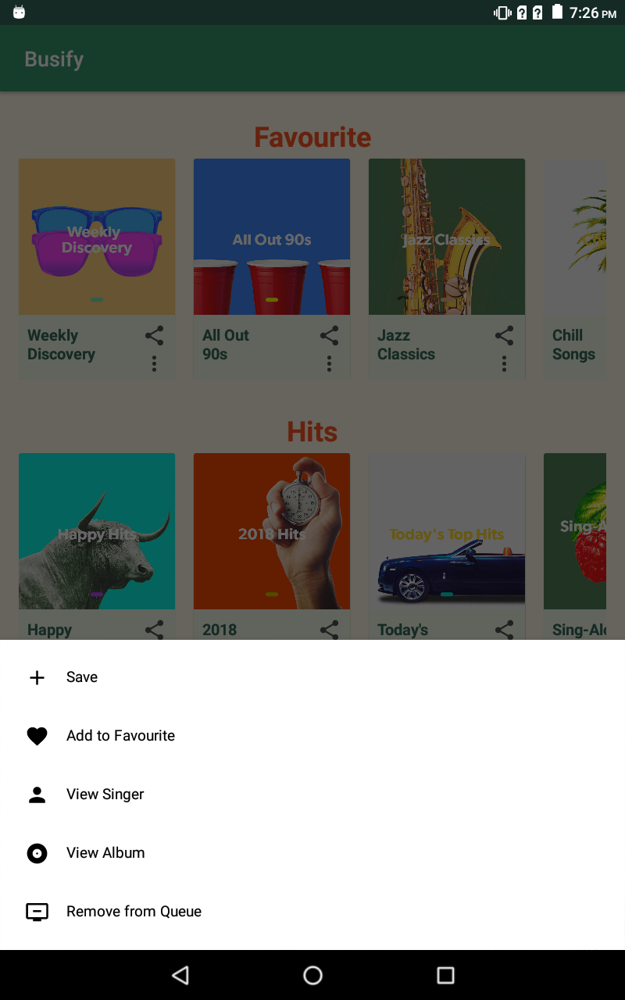 7:26 PM
Busify
Favourite
Weekly
Discovery
All Out 90s
Jazz Classics
Weekly
Discovery
All Out
90s
Jazz
Classics
Chill
Songs
Hits
Happy Hits
2018 Hits
Today's Top Hits
Sing-A
Happy
2018
Today's
Sing-Alo
Save
Add to Favourite
View Singer
View Album
Remove from Queue